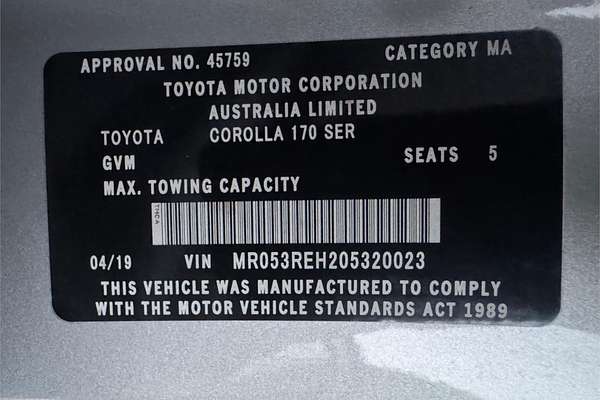 APPROVAL NO. 45759 CATEGORY MA
TOYOTA MOTOR CORPORATION
AUSTRALIA LIMITED
TOYOTA COROLLA 170 SER
GVM SEATS 5
MAX. TOWING CAPACITY
04/19 VIN MR053REH205320023
THIS VEHICLE WAS MANUFACTURED TO COMPLY
WITH THE MOTOR VEHICLE STANDARDS ACT 1989